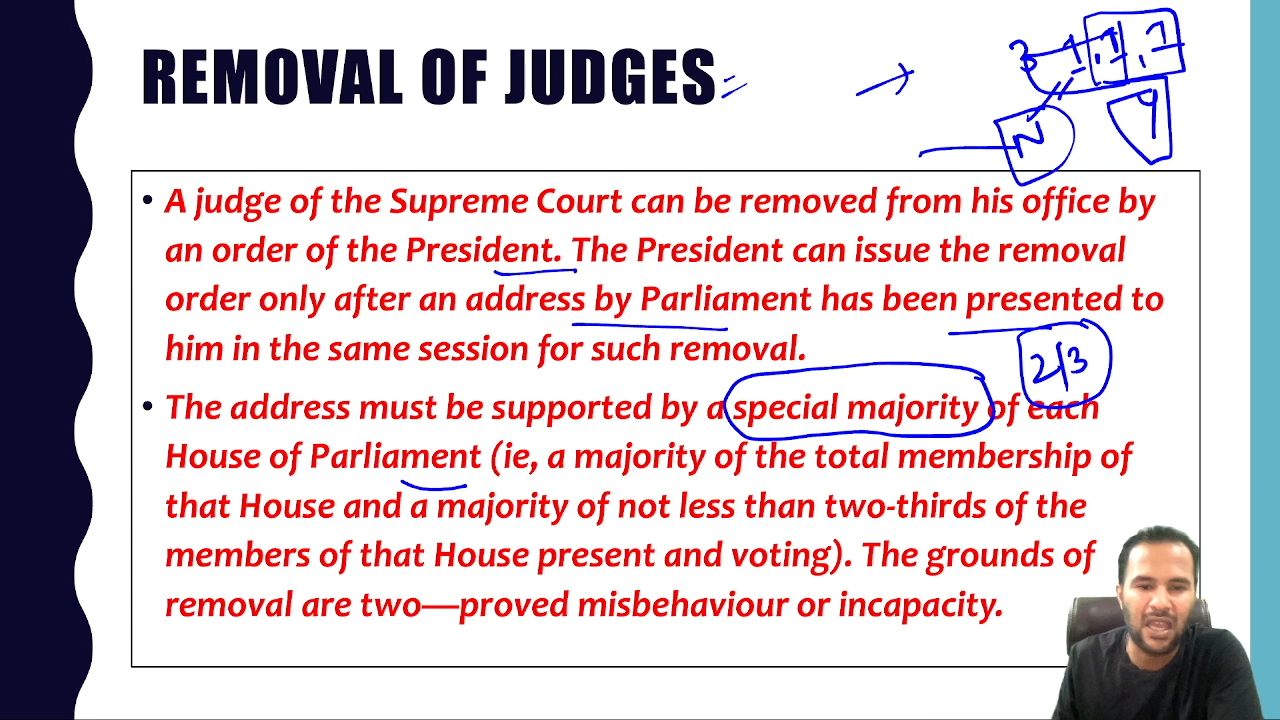 REMOVAL OF JUDGES
N
• A judge of the Supreme Court can be removed from his office by
an order of the President. The President can issue the removal
order only after an address by Parliament has been presented to
him in the same session for such removal.
2/3
• The address must be supported by a special majority of each
House of Parliament (ie, a majority of the total membership of
that House and a majority of not less than two-thirds of the
members of that House present and voting). The grounds of
removal are two—proved misbehaviour or incapacity.